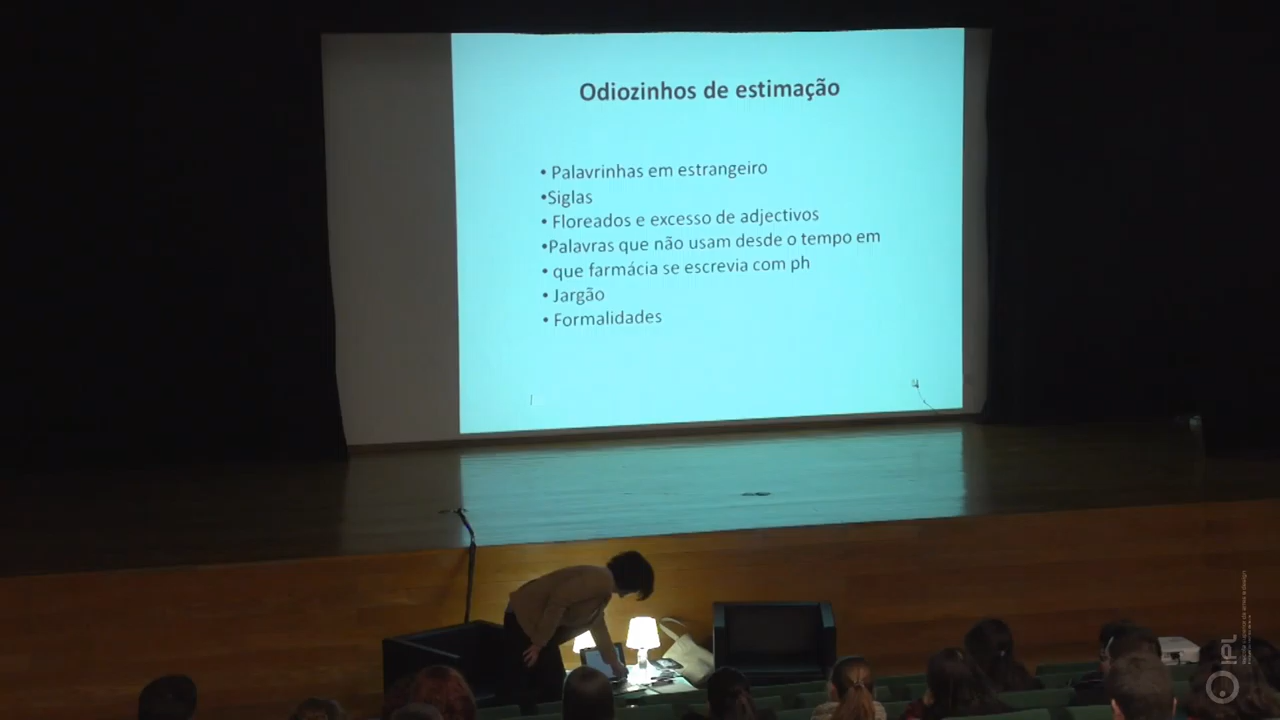 Odiozinhos de estimação
• Palavrinhas em estrangeiro
•Siglas
• Floreados e excesso de adjectivos
•Palavras que não usam desde o tempo em
• que farmácia se escrevia com ph
• Jargão
• Formalidades
IPL